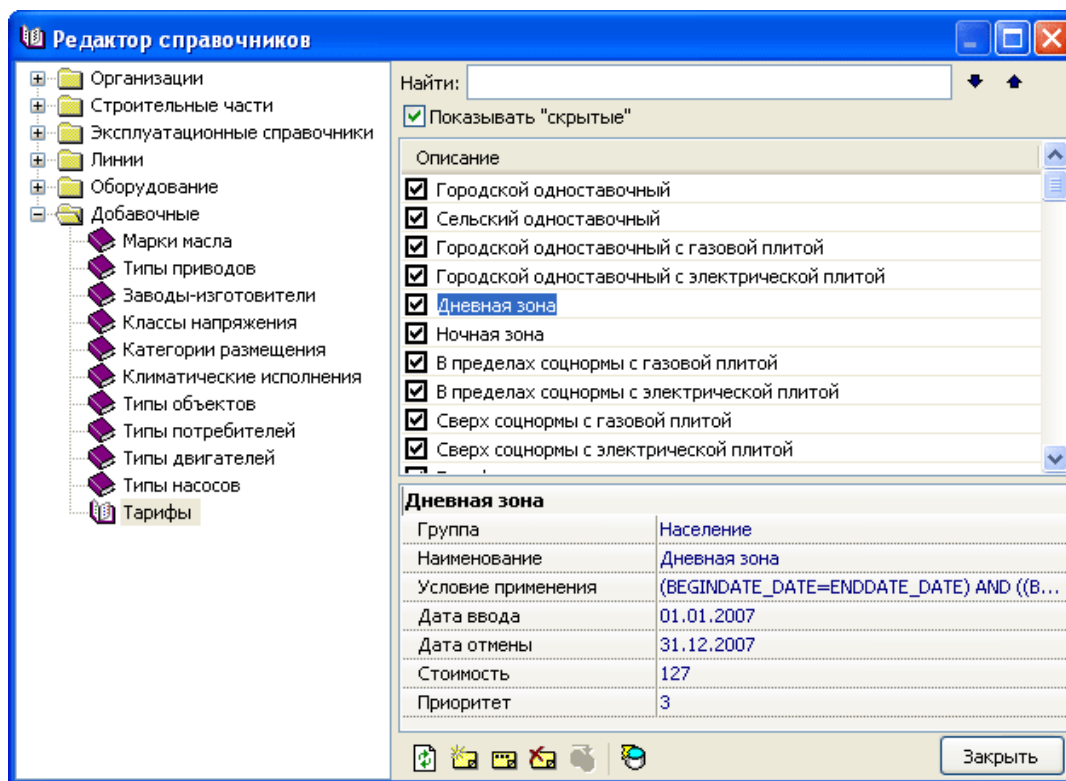 Редактор справочников
Организации
Строительные части
Эксплуатационные справочники
Линии
Оборудование
Добавочные
Марки масла
Типы приводов
Заводы-изготовители
Классы напряжения
Категории размещения
Климатические исполнения
Типы объектов
Типы потребителей
Типы двигателей
Типы насосов
Тарифы
Найти:
Показывать "скрытые"
Описание
Городской одноставочный
Сельский одноставочный
Городской одноставочный с газовой плитой
Городской одноставочный с электрической плитой
Дневная зона
Ночная зона
В пределах соцнормы с газовой плитой
В пределах соцнормы с электрической плитой
Сверх соцнормы с газовой плитой
Сверх соцнормы с электрической плитой
Дневная зона
Группа Население
Наименование Дневная зона
Условие применения (BEGINDATE_DATE=ENDDATE_DATE) AND ((B...
Дата ввода 01.01.2007
Дата отмены 31.12.2007
Стоимость 127
Приоритет 3
Закрыть